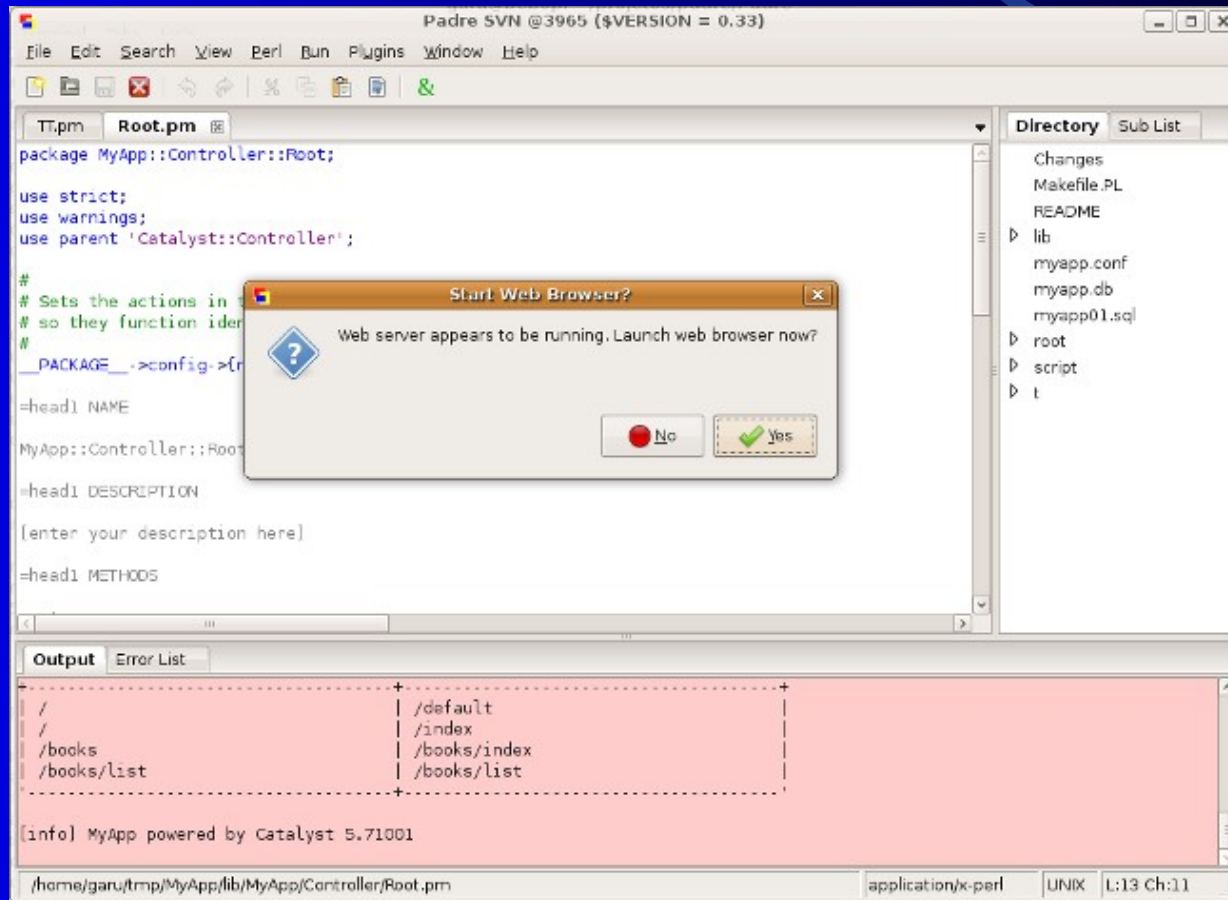 Padre SVN @3965 ($VERSION = 0.33)
File Edit Search View Perl Run Plugins Window Help
TT.pm Root.pm
Directory Sub List
package MyApp::Controller::Root;
use strict;
use warnings;
use parent 'Catalyst::Controller';
#
# Sets the actions in
# so they function
#
__PACKAGE__->config->{
=head1 NAME
MyApp::Controller::Root
=head1 DESCRIPTION
[enter your description here]
=head1 METHODS
Changes
Makefile.PL
README
lib
myapp.conf
myapp.db
myapp01.sql
root
script
t
Start Web Browser?
Web server appears to be running. Launch web browser now?
No Yes
Output Error List
| / | /default |
| / | /index |
| /books | /books/index |
| /books/list | /books/list |
[info] MyApp powered by Catalyst 5.71001
/home/garu/tmp/MyApp/lib/MyApp/Controller/Root.pm application/x-perl UNIX L:13 Ch:11